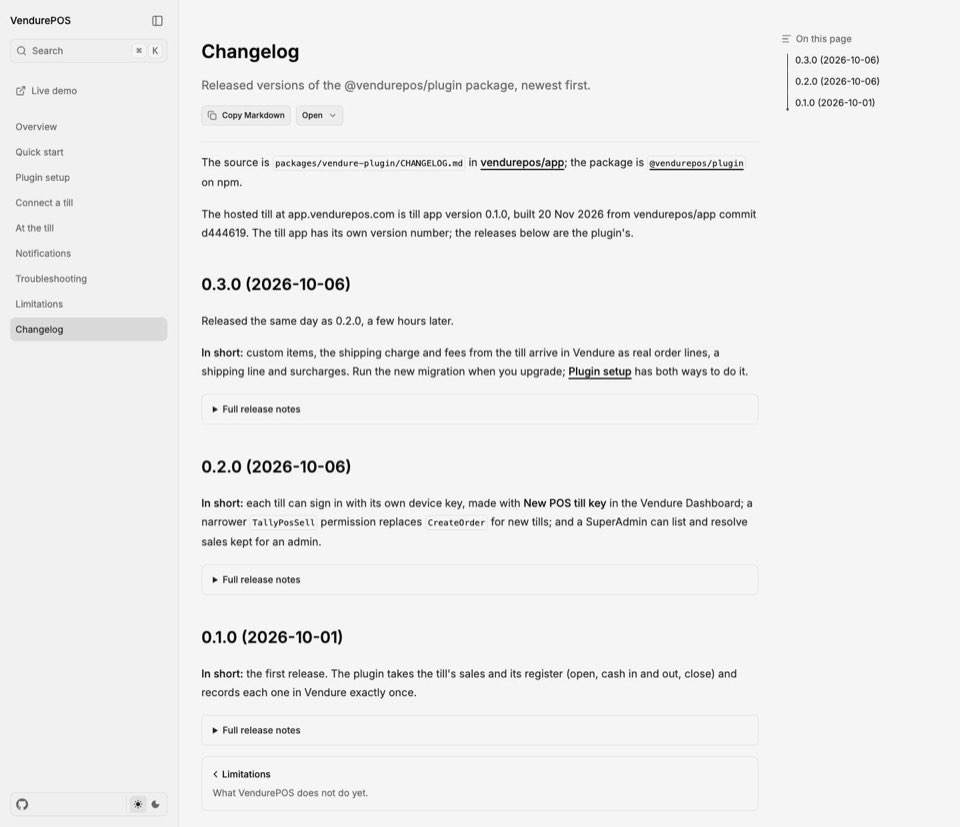 VendurePOS
Search
⌘ K
Live demo
Overview
Quick start
Plugin setup
Connect a till
At the till
Notifications
Troubleshooting
Limitations
Changelog
Changelog
Released versions of the @vendurepos/plugin package, newest first.
Copy Markdown
Open
The source is packages/vendure-plugin/CHANGELOG.md in vendurepos/app; the package is @vendurepos/plugin
on npm.
The hosted till at app.vendurepos.com is till app version 0.1.0, built 20 Nov 2026 from vendurepos/app commit
d444619. The till app has its own version number; the releases below are the plugin's.
0.3.0 (2026-10-06)
Released the same day as 0.2.0, a few hours later.
In short: custom items, the shipping charge and fees from the till arrive in Vendure as real order lines, a
shipping line and surcharges. Run the new migration when you upgrade; Plugin setup has both ways to do it.
Full release notes
0.2.0 (2026-10-06)
In short: each till can sign in with its own device key, made with New POS till key in the Vendure Dashboard; a
narrower TallyPosSell permission replaces CreateOrder for new tills; and a SuperAdmin can list and resolve
sales kept for an admin.
Full release notes
0.1.0 (2026-10-01)
In short: the first release. The plugin takes the till's sales and its register (open, cash in and out, close) and
records each one in Vendure exactly once.
Full release notes
Limitations
What VendurePOS does not do yet.
On this page
0.3.0 (2026-10-06)
0.2.0 (2026-10-06)
0.1.0 (2026-10-01)